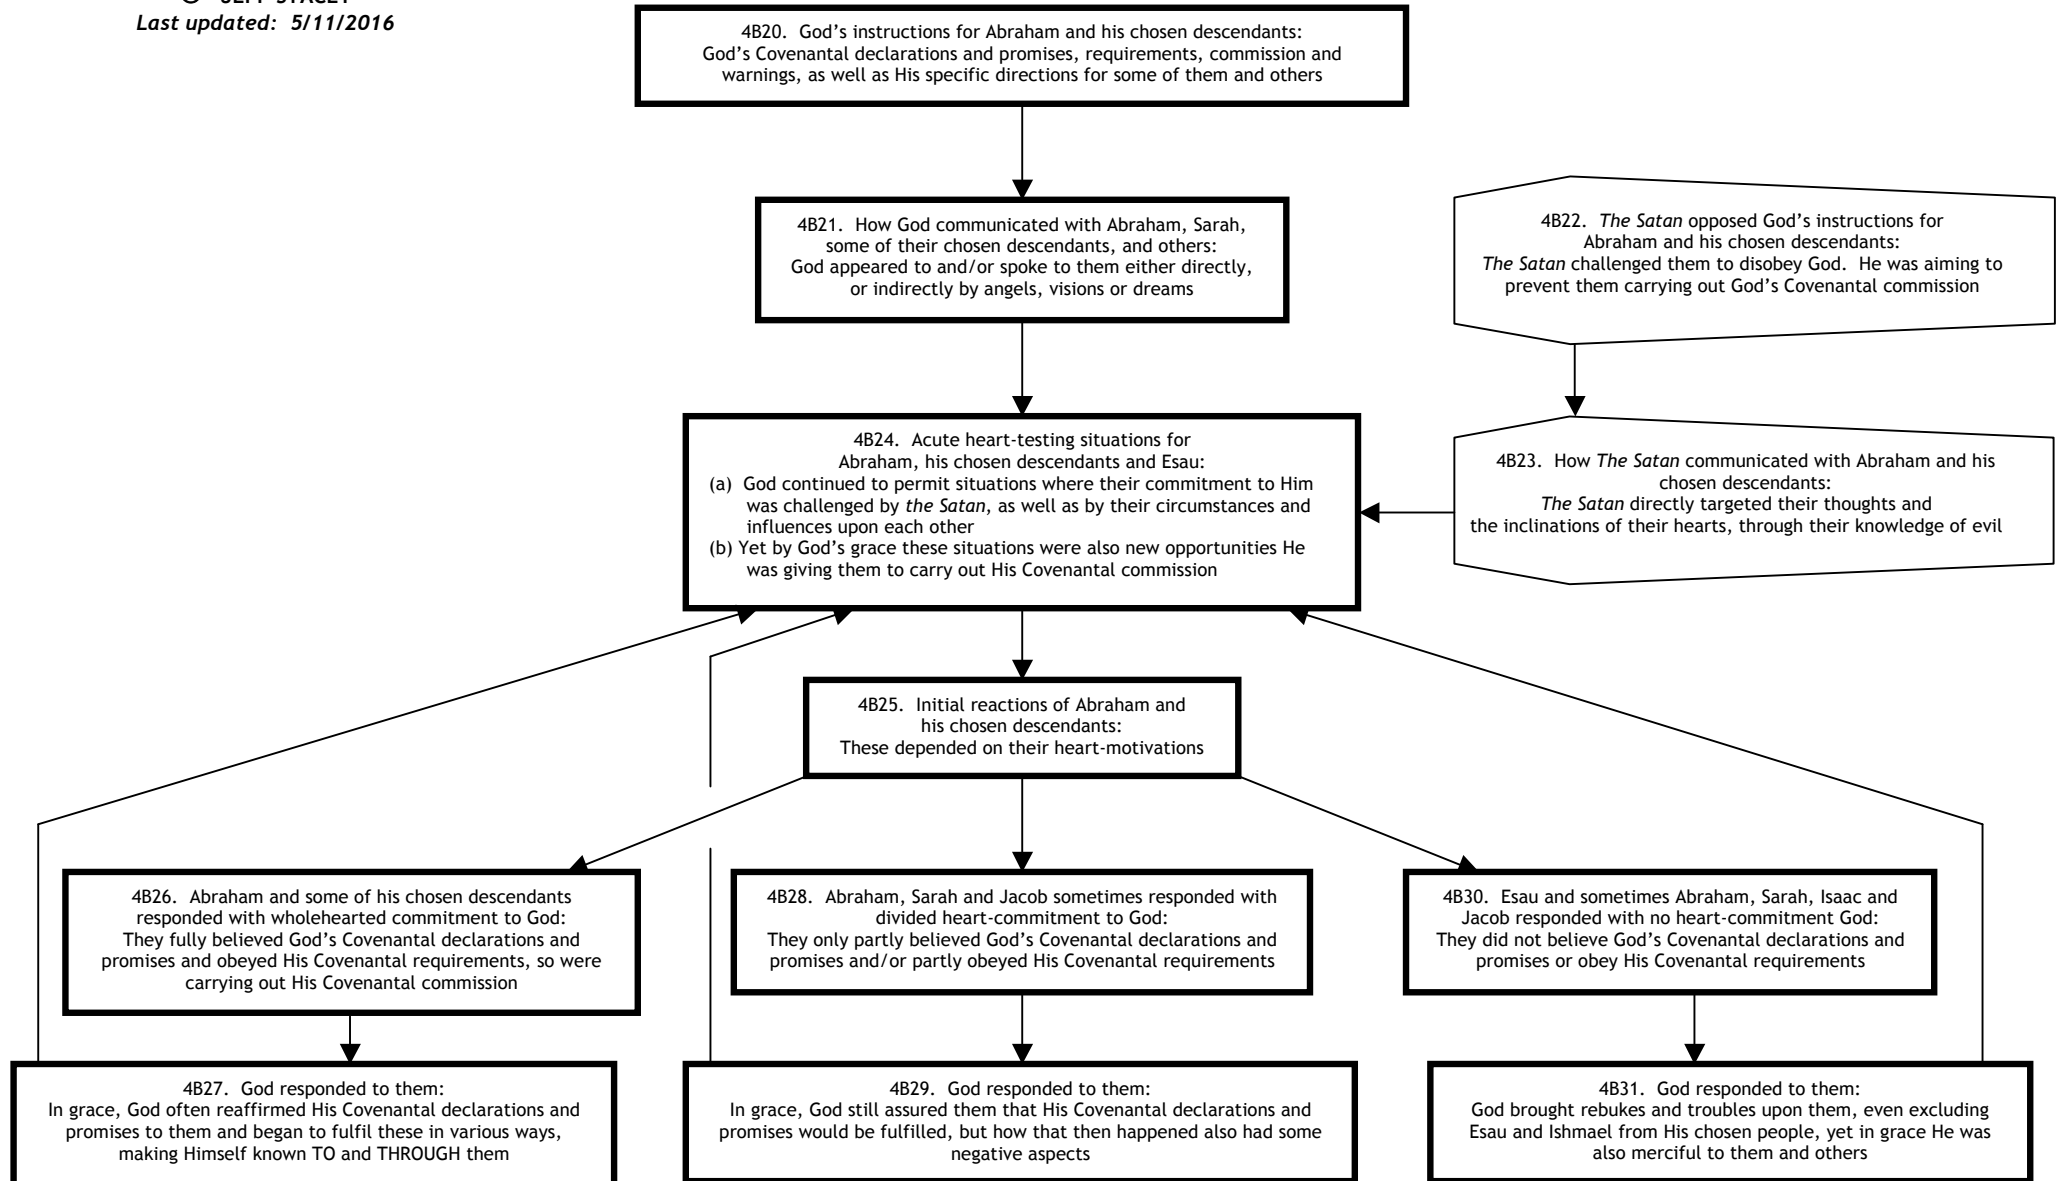 Last updated:  5/11/2016
4B20.  God’s instructions for Abraham and his chosen descendants:
God’s Covenantal declarations and promises, requirements, commission and
warnings, as well as His specific directions for some of them and others
4B21.  How God communicated with Abraham, Sarah,
some of their chosen descendants, and others:
God appeared to and/or spoke to them either directly,
or indirectly by angels, visions or dreams
4B22.  The Satan opposed God’s instructions for
Abraham and his chosen descendants:
The Satan challenged them to disobey God.  He was aiming to
prevent them carrying out God’s Covenantal commission
4B24.  Acute heart-testing situations for
Abraham, his chosen descendants and Esau:
(a)  God continued to permit situations where their commitment to Him
was challenged by the Satan, as well as by their circumstances and
influences upon each other
(b) Yet by God’s grace these situations were also new opportunities He
was giving them to carry out His Covenantal commission
4B23.  How The Satan communicated with Abraham and his
chosen descendants:
The Satan directly targeted their thoughts and
the inclinations of their hearts, through their knowledge of evil
4B25.  Initial reactions of Abraham and
his chosen descendants:
These depended on their heart-motivations
4B26.  Abraham and some of his chosen descendants
responded with wholehearted commitment to God:
They fully believed God’s Covenantal declarations and
promises and obeyed His Covenantal requirements, so were
carrying out His Covenantal commission
4B28.  Abraham, Sarah and Jacob sometimes responded with
divided heart-commitment to God:
They only partly believed God’s Covenantal declarations and
promises and/or partly obeyed His Covenantal requirements
4B30.  Esau and sometimes Abraham, Sarah, Isaac and
Jacob responded with no heart-commitment God:
They did not believe God’s Covenantal declarations and
promises or obey His Covenantal requirements
4B27.  God responded to them:
In grace, God often reaffirmed His Covenantal declarations and
promises to them and began to fulfil these in various ways,
making Himself known TO and THROUGH them
4B29.  God responded to them:
In grace, God still assured them that His Covenantal declarations and
promises would be fulfilled, but how that then happened also had some
negative aspects
4B31.  God responded to them:
God brought rebukes and troubles upon them, even excluding
Esau and Ishmael from His chosen people, yet in grace He was
also merciful to them and others